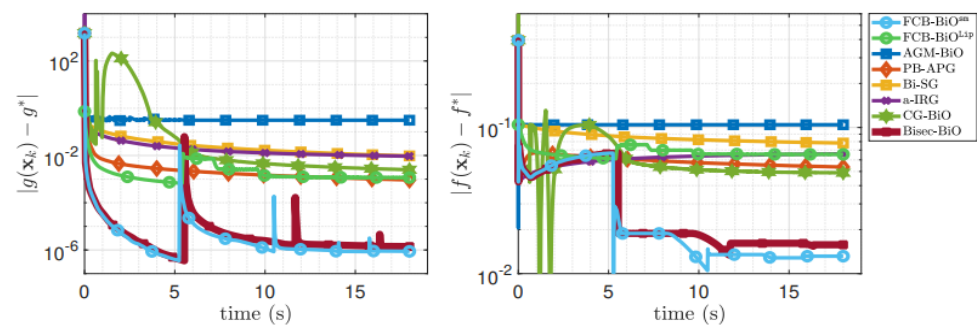 10^2
10^-2
10^-6
|g(x_k) − g*|
0 5 10 15
time (s)
10^-1
10^-2
|f(x_k) − f*|
0 5 10 15
time (s)
FCB-BiO^sm
FCB-BiO^Lip
AGM-BiO
PB-APG
Bi-SG
a-IRG
CG-BiO
Bisec-BiO